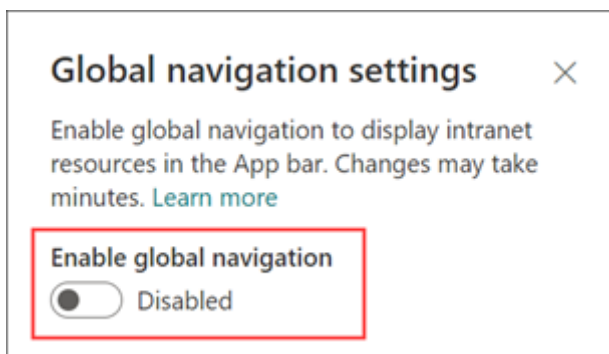 Global navigation settings
Enable global navigation to display intranet
resources in the App bar. Changes may take
minutes. Learn more
Enable global navigation
Disabled